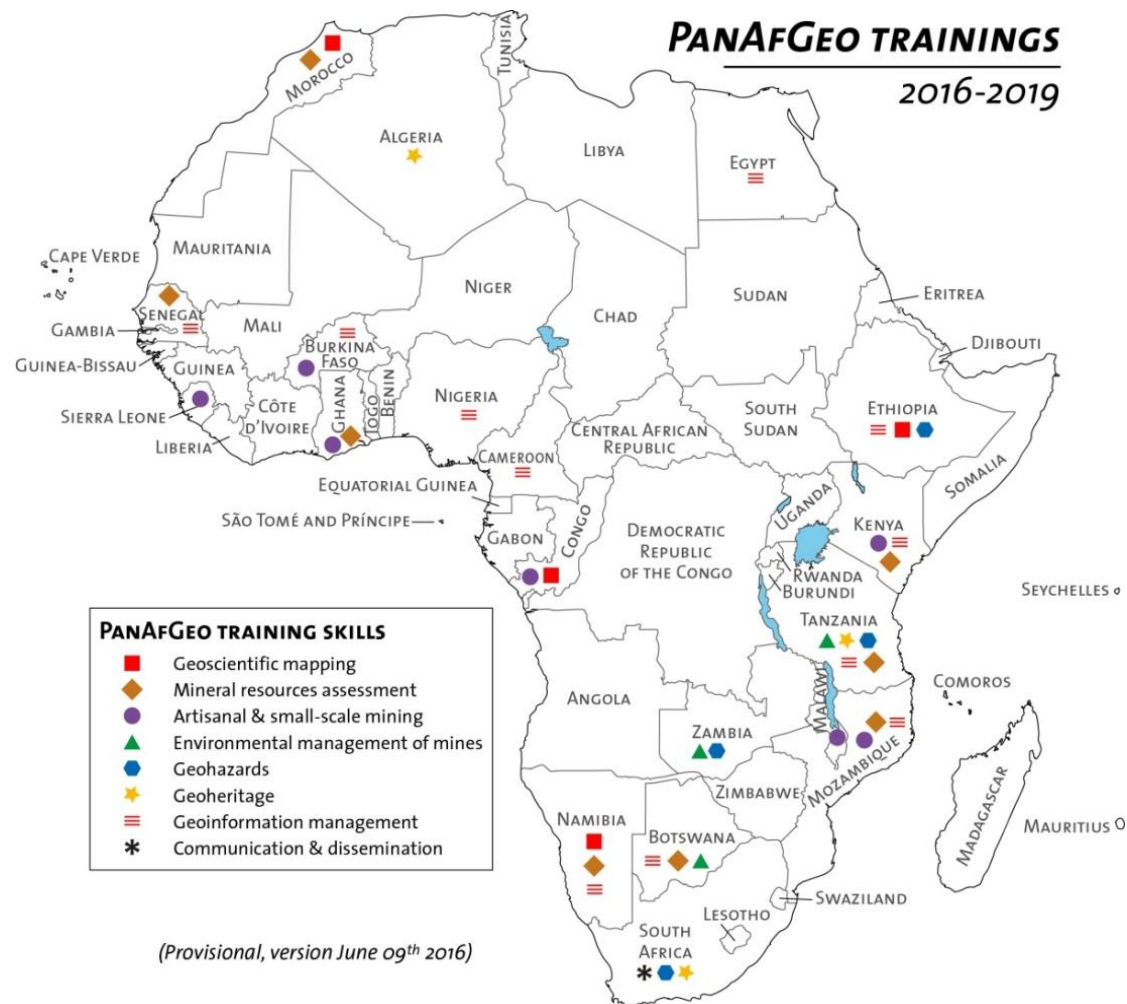 PanAfGeo trainings
2016-2019
Morocco
Tunisia
Algeria
Libya
Egypt
Cape Verde
Mauritania
Niger
Chad
Sudan
Eritrea
Senegal
Gambia
Mali
Burkina
Faso
Djibouti
Guinea-Bissau
Guinea
Sierra Leone
Liberia
Côte
d'Ivoire
Ghana
Togo
Benin
Nigeria
Cameroon
Central African
Republic
South
Sudan
Ethiopia
Somalia
Equatorial Guinea
São Tomé and Príncipe
Gabon
Congo
Democratic
Republic
of the Congo
Uganda
Kenya
Rwanda
Burundi
Seychelles
Tanzania
Comoros
Angola
Malawi
Zambia
Mozambique
Zimbabwe
Madagascar
Mauritius
Namibia
Botswana
Swaziland
Lesotho
South
Africa
PanAfGeo training skills
Geoscientific mapping
Mineral resources assessment
Artisanal & small-scale mining
Environmental management of mines
Geohazards
Geoheritage
Geoinformation management
Communication & dissemination
(Provisional, version June 09th 2016)